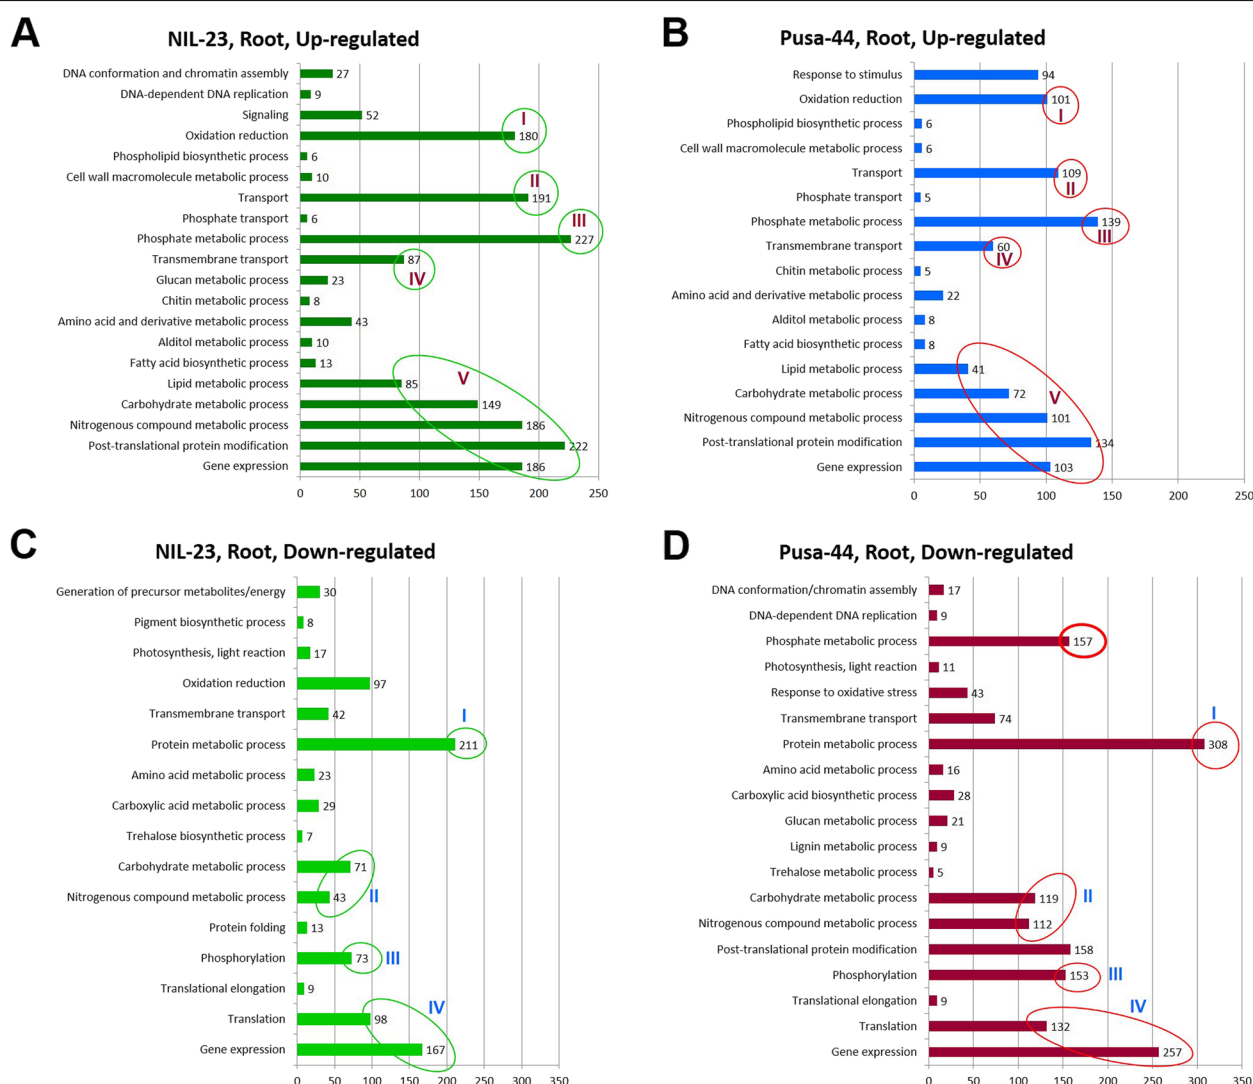 A
NIL-23, Root, Up-regulated
DNA conformation and chromatin assembly 27
DNA-dependent DNA replication 9
Signaling 52
I
Oxidation reduction 180
Phospholipid biosynthetic process 6
Cell wall macromolecule metabolic process 10
II
Transport 191
Phosphate transport 6
III
Phosphate metabolic process 227
Transmembrane transport 87
IV
Glucan metabolic process 23
Chitin metabolic process 8
Amino acid and derivative metabolic process 43
Alditol metabolic process 10
Fatty acid biosynthetic process 13
V
Lipid metabolic process 85
Carbohydrate metabolic process 149
Nitrogenous compound metabolic process 186
Post-translational protein modification 222
Gene expression 186
0 50 100 150 200 250
B
Pusa-44, Root, Up-regulated
Response to stimulus 94
Oxidation reduction 101
I
Phospholipid biosynthetic process 6
Cell wall macromolecule metabolic process 6
Transport 109
II
Phosphate transport 5
Phosphate metabolic process 139
III
Transmembrane transport 60
IV
Chitin metabolic process 5
Amino acid and derivative metabolic process 22
Alditol metabolic process 8
Fatty acid biosynthetic process 8
Lipid metabolic process 41
Carbohydrate metabolic process 72
V
Nitrogenous compound metabolic process 101
Post-translational protein modification 134
Gene expression 103
0 50 100 150 200 250
C
NIL-23, Root, Down-regulated
Generation of precursor metabolites/energy 30
Pigment biosynthetic process 8
Photosynthesis, light reaction 17
Oxidation reduction 97
Transmembrane transport 42
I
Protein metabolic process 211
Amino acid metabolic process 23
Carboxylic acid metabolic process 29
Trehalose biosynthetic process 7
Carbohydrate metabolic process 71
Nitrogenous compound metabolic process 43 II
Protein folding 13
Phosphorylation 73 III
Translational elongation 9
IV
Translation 98
Gene expression 167
0 50 100 150 200 250 300 350
D
Pusa-44, Root, Down-regulated
DNA conformation/chromatin assembly 17
DNA-dependent DNA replication 9
Phosphate metabolic process 157
Photosynthesis, light reaction 11
Response to oxidative stress 43
Transmembrane transport 74
I
Protein metabolic process 308
Amino acid metabolic process 16
Carboxylic acid biosynthetic process 28
Glucan metabolic process 21
Lignin metabolic process 9
Trehalose metabolic process 5
Carbohydrate metabolic process 119 II
Nitrogenous compound metabolic process 112
Post-translational protein modification 158
Phosphorylation 153 III
Translational elongation 9
IV
Translation 132
Gene expression 257
0 50 100 150 200 250 300 350